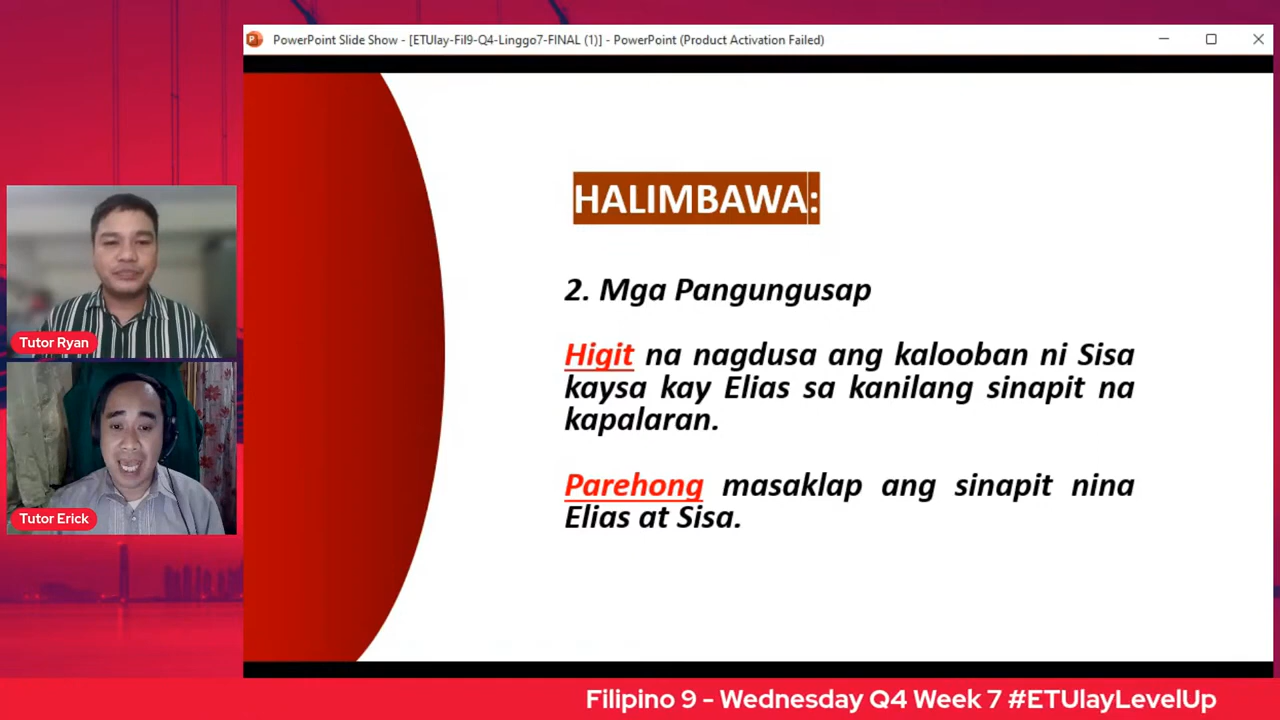 PowerPoint Slide Show - [ETUlay-Fil9-Q4-Linggo7-FINAL (1)] - PowerPoint (Product Activation Failed)
HALIMBAWA:
2. Mga Pangungusap
Higit na nagdusa ang kalooban ni Sisa
kaysa kay Elias sa kanilang sinapit na
kapalaran.
Parehong masaklap ang sinapit nina
Elias at Sisa.
Tutor Ryan
Tutor Erick
Filipino 9 - Wednesday Q4 Week 7 #ETUlayLevelUp